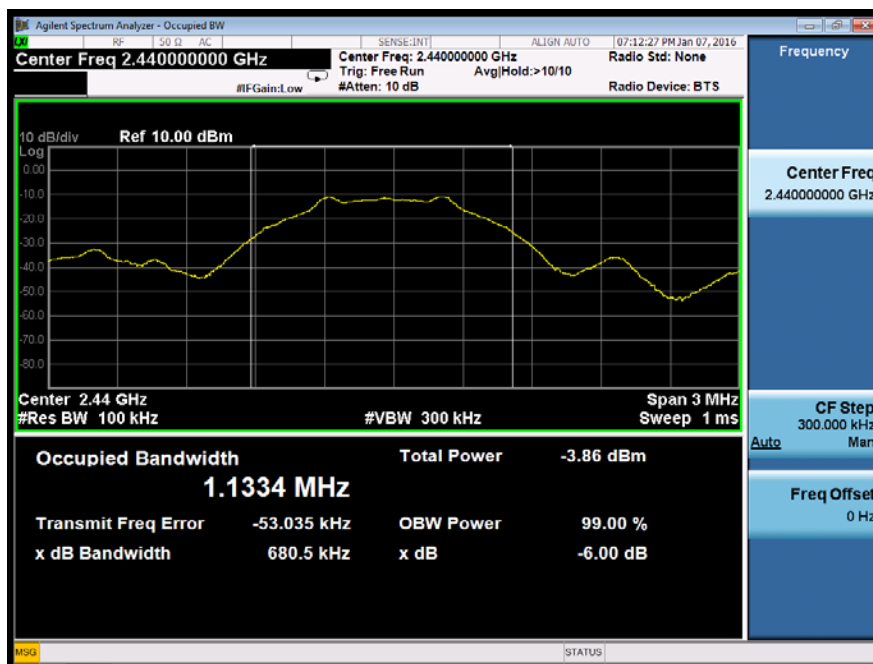 Agilent Spectrum Analyzer - Occupied BW
RF 50 Ω AC SENSE:INT ALIGN AUTO 07:12:27 PM Jan 07, 2016
Center Freq 2.440000000 GHz
Center Freq: 2.440000000 GHz
Radio Std: None
Trig: Free Run Avg|Hold:>10/10
#IFGain:Low #Atten: 10 dB Radio Device: BTS
Frequency
10 dB/div Ref 10.00 dBm
Log
0.00
-10.0
-20.0
-30.0
-40.0
-50.0
-60.0
-70.0
-80.0
Center 2.44 GHz Span 3 MHz
#Res BW 100 kHz #VBW 300 kHz Sweep 1 ms
Center Freq
2.440000000 GHz
CF Step
300.000 kHz
Auto Man
Freq Offset
0 Hz
Occupied Bandwidth Total Power -3.86 dBm
1.1334 MHz
Transmit Freq Error -53.035 kHz OBW Power 99.00 %
x dB Bandwidth 680.5 kHz x dB -6.00 dB
MSG STATUS